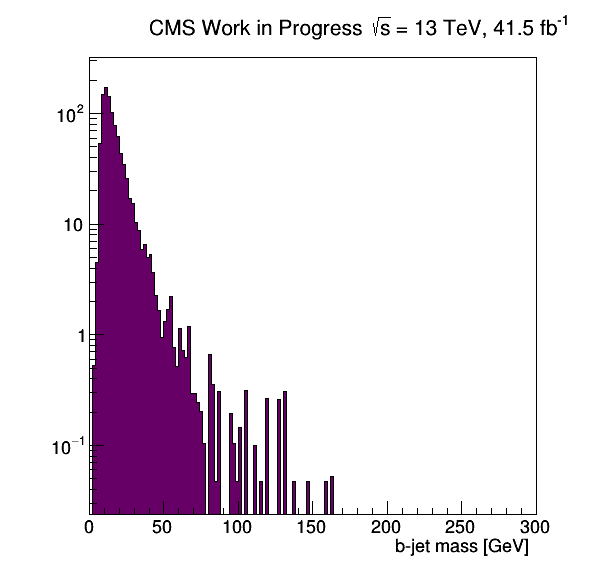 CMS Work in Progress √s = 13 TeV, 41.5 fb⁻¹
10²
10
1
10⁻¹
0 50 100 150 200 250 300
b-jet mass [GeV]